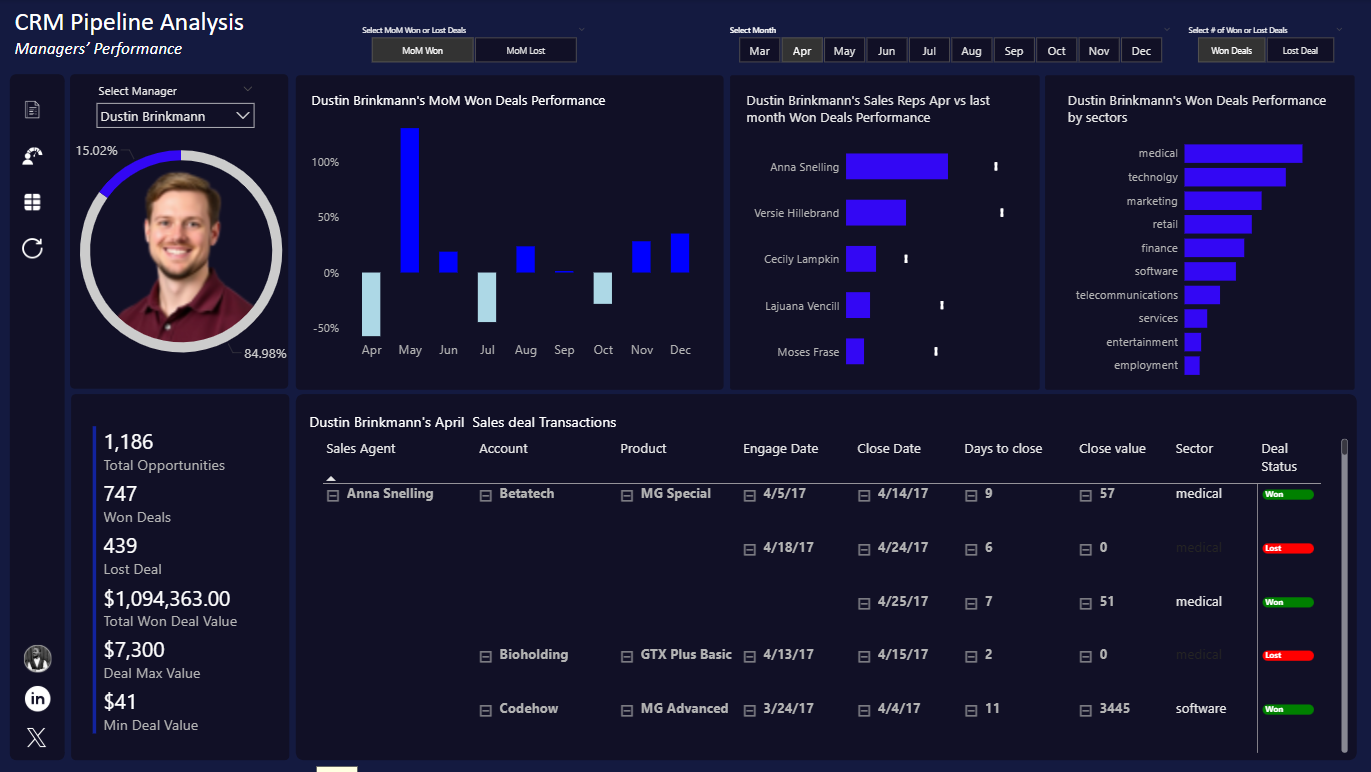 CRM Pipeline Analysis
Managers' Performance
Select MoM Won or Lost Deals
MoM Won MoM Lost
Select Month
Mar Apr May Jun Jul Aug Sep Oct Nov Dec
Select # of Won or Lost Deals
Won Deals Lost Deal
Select Manager
Dustin Brinkmann
15.02%
84.98%
Dustin Brinkmann's MoM Won Deals Performance
100%
50%
0%
-50%
Apr May Jun Jul Aug Sep Oct Nov Dec
Dustin Brinkmann's Sales Reps Apr vs last
month Won Deals Performance
Anna Snelling
Versie Hillebrand
Cecily Lampkin
Lajuana Vencill
Moses Frase
Dustin Brinkmann's Won Deals Performance
by sectors
medical
technolgy
marketing
retail
finance
software
telecommunications
services
entertainment
employment
1,186
Total Opportunities
747
Won Deals
439
Lost Deal
$1,094,363.00
Total Won Deal Value
$7,300
Deal Max Value
$41
Min Deal Value
in
X
Dustin Brinkmann's April Sales deal Transactions
Sales Agent Account Product Engage Date Close Date Days to close Close value Sector Deal
Status
Anna Snelling Betatech MG Special 4/5/17 4/14/17 9 57 medical Won
4/18/17 4/24/17 6 0 medical Lost
4/25/17 7 51 medical Won
Bioholding GTX Plus Basic 4/13/17 4/15/17 2 0 medical Lost
Codehow MG Advanced 3/24/17 4/4/17 11 3445 software Won